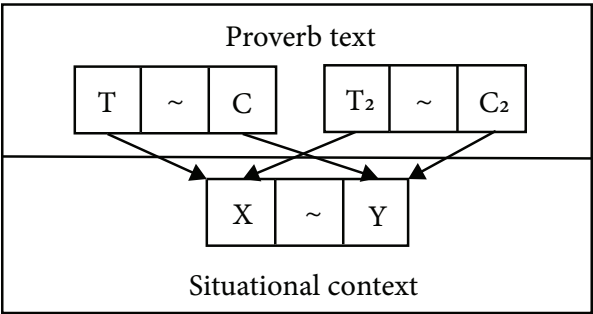 Proverb text
T ~ C T₂ ~ C₂
X ~ Y
Situational context